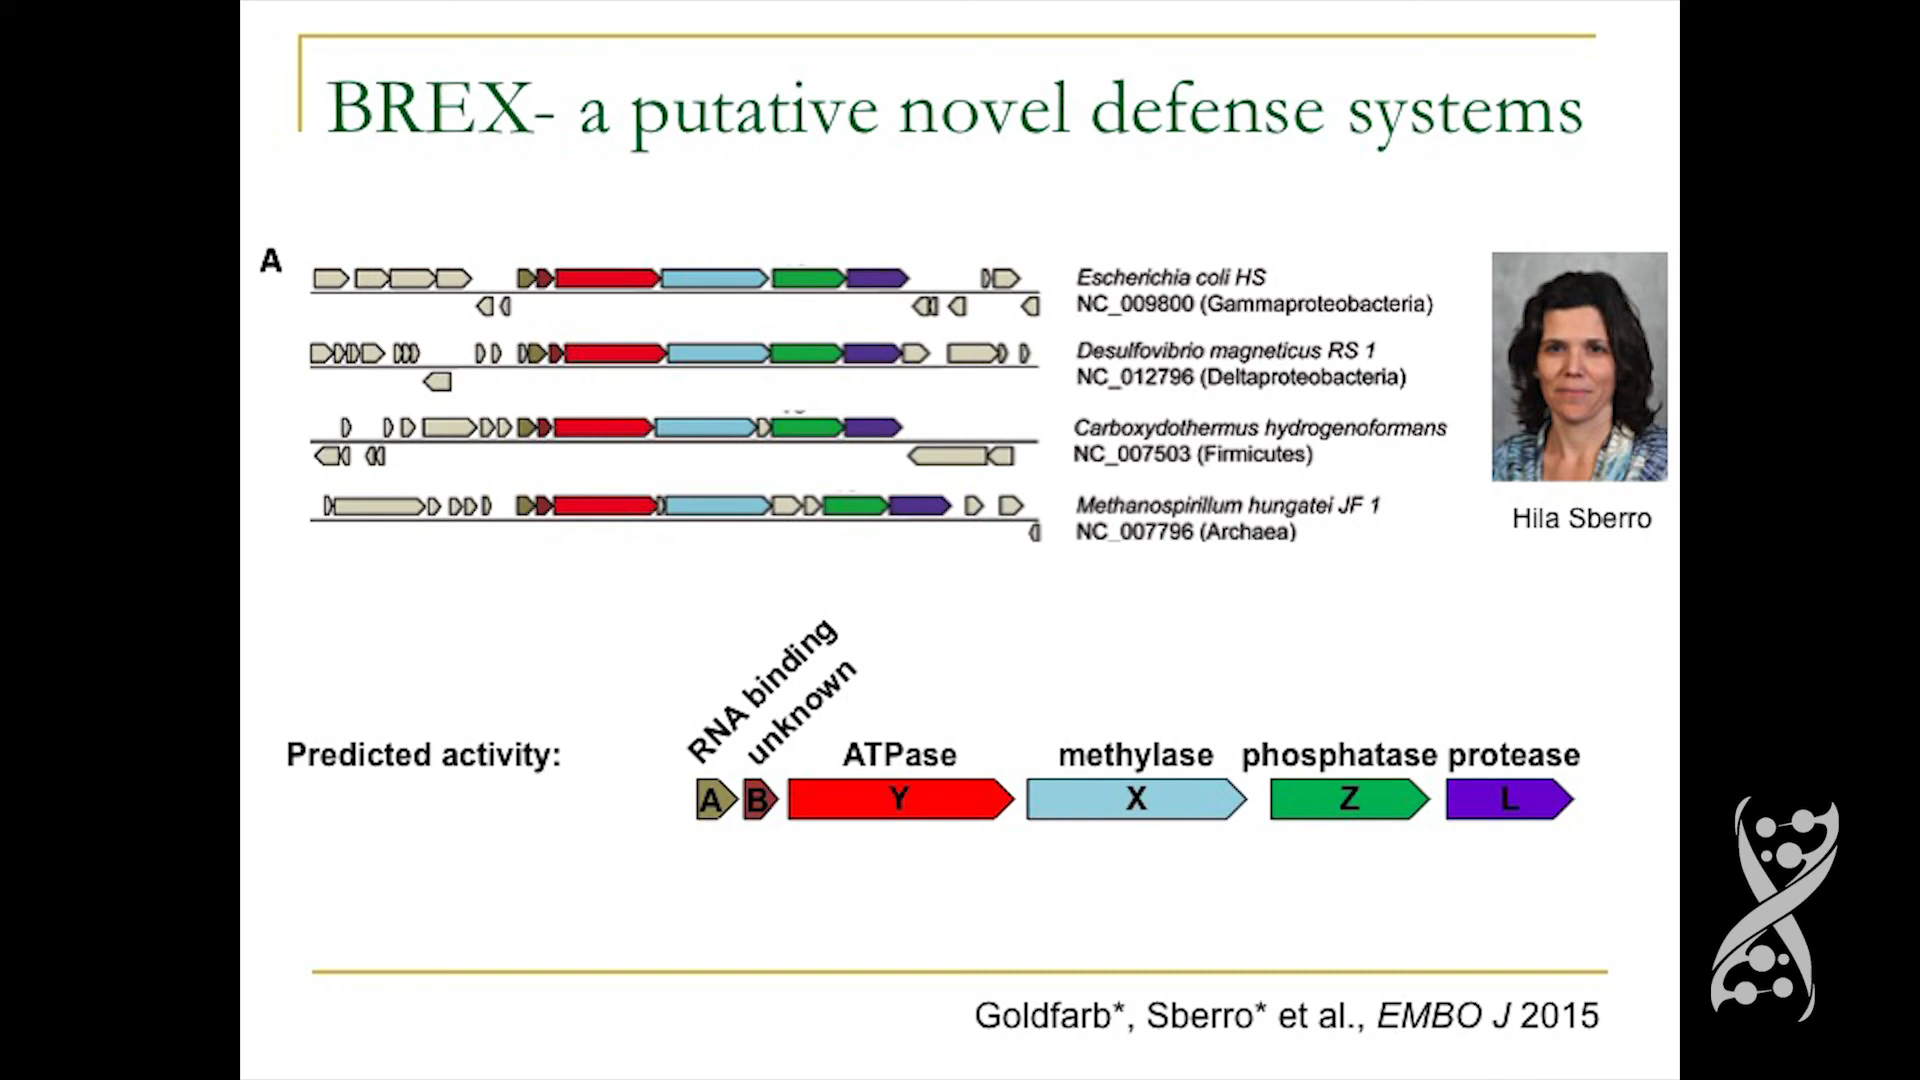 BREX- a putative novel defense systems
A
Escherichia coli HS
NC_009800 (Gammaproteobacteria)
Desulfovibrio magneticus RS 1
NC_012796 (Deltaproteobacteria)
Carboxydothermus hydrogenoformans
NC_007503 (Firmicutes)
Methanospirillum hungatei JF 1
NC_007796 (Archaea)
Hila Sberro
RNA binding
unknown
Predicted activity:
ATPase
methylase
phosphatase
protease
A
B
Y
X
Z
L
Goldfarb*, Sberro* et al., EMBO J 2015